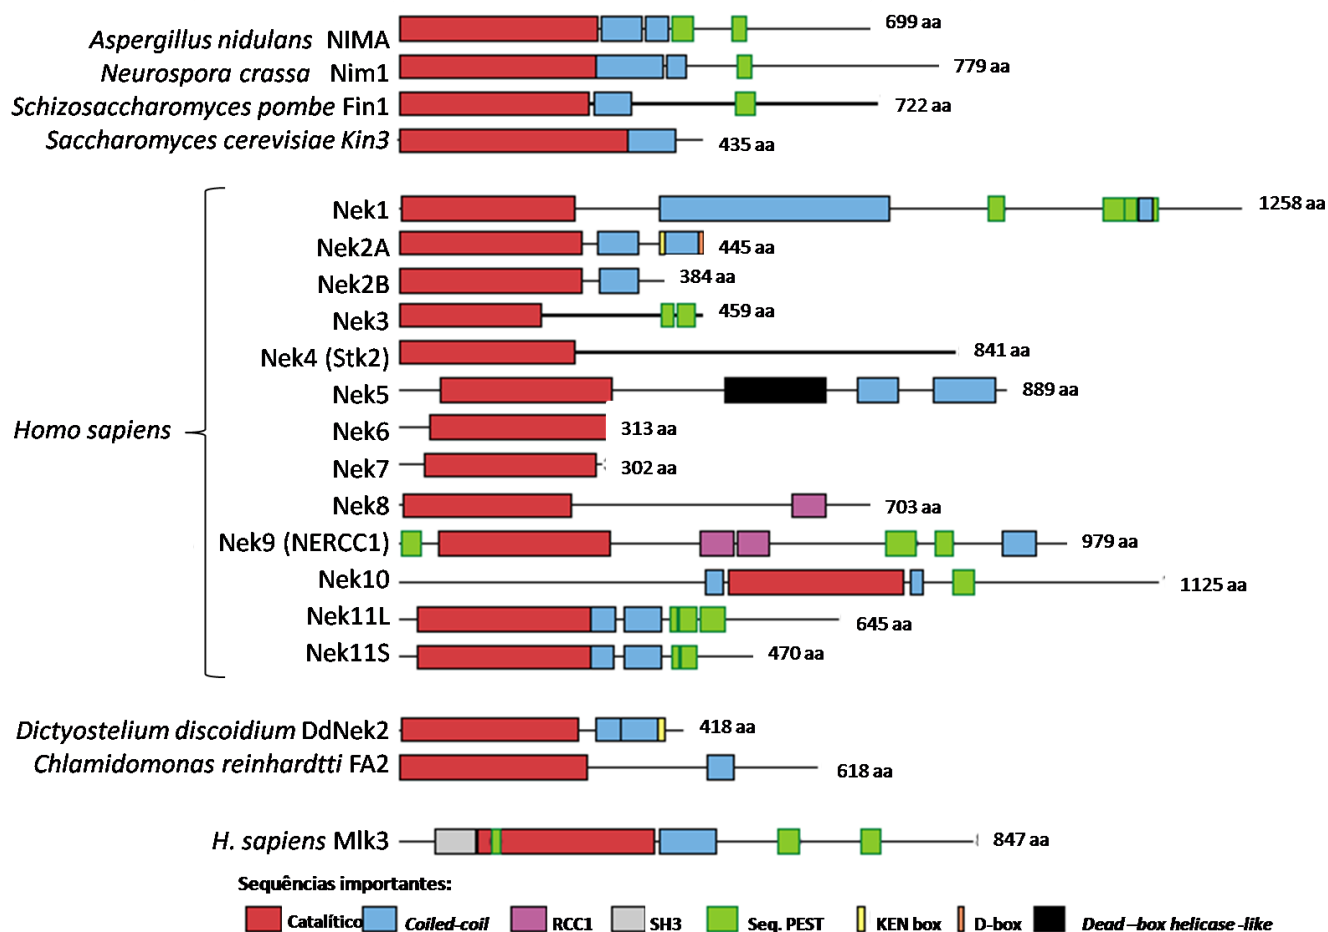 Aspergillus nidulans NIMA 699 aa
Neurospora crassa Nim1 779 aa
Schizosaccharomyces pombe Fin1 722 aa
Saccharomyces cerevisiae Kin3 435 aa
Homo sapiens
Nek1 1258 aa
Nek2A 445 aa
Nek2B 384 aa
Nek3 459 aa
Nek4 (Stk2) 841 aa
Nek5 889 aa
Nek6 313 aa
Nek7 302 aa
Nek8 703 aa
Nek9 (NERCC1) 979 aa
Nek10 1125 aa
Nek11L 645 aa
Nek11S 470 aa
Dictyostelium discoidium DdNek2 418 aa
Chlamidomonas reinhardtti FA2 618 aa
H. sapiens Mlk3 847 aa
Sequências importantes:
Catalítico Coiled-coil RCC1 SH3 Seq. PEST KEN box D-box Dead–box helicase-like